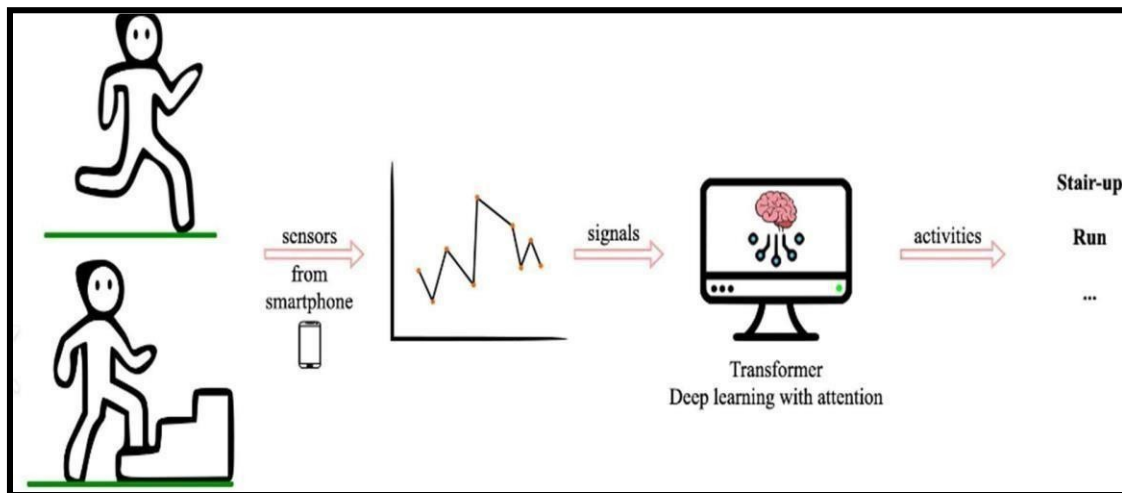 sensors
from
smartphone
signals
Transformer
Deep learning with attention
activities
Stair-up
Run
...